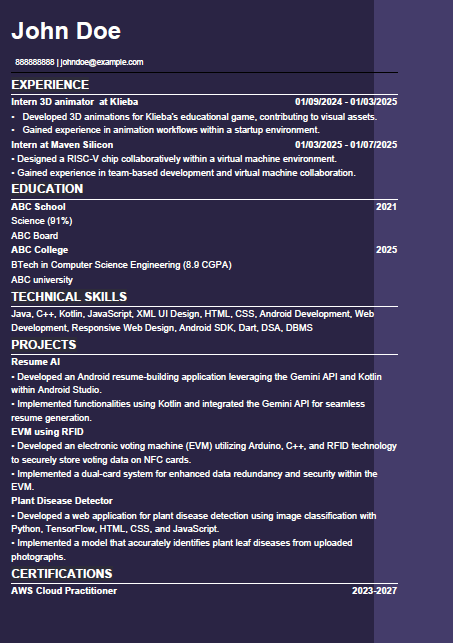 John Doe
888888888 | johndoe@example.com
EXPERIENCE
Intern 3D animator at Klieba 01/09/2024 - 01/03/2025
• Developed 3D animations for Klieba's educational game, contributing to visual assets.
• Gained experience in animation workflows within a startup environment.
Intern at Maven Silicon 01/03/2025 - 01/07/2025
• Designed a RISC-V chip collaboratively within a virtual machine environment.
• Gained experience in team-based development and virtual machine collaboration.
EDUCATION
ABC School 2021
Science (91%)
ABC Board
ABC College 2025
BTech in Computer Science Engineering (8.9 CGPA)
ABC university
TECHNICAL SKILLS
Java, C++, Kotlin, JavaScript, XML UI Design, HTML, CSS, Android Development, Web
Development, Responsive Web Design, Android SDK, Dart, DSA, DBMS
PROJECTS
Resume AI
• Developed an Android resume-building application leveraging the Gemini API and Kotlin
within Android Studio.
• Implemented functionalities using Kotlin and integrated the Gemini API for seamless
resume generation.
EVM using RFID
• Developed an electronic voting machine (EVM) utilizing Arduino, C++, and RFID technology
to securely store voting data on NFC cards.
• Implemented a dual-card system for enhanced data redundancy and security within the
EVM.
Plant Disease Detector
• Developed a web application for plant disease detection using image classification with
Python, TensorFlow, HTML, CSS, and JavaScript.
• Implemented a model that accurately identifies plant leaf diseases from uploaded
photographs.
CERTIFICATIONS
AWS Cloud Practitioner 2023-2027